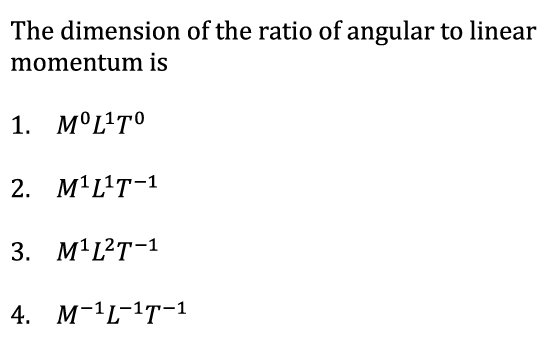 The dimension of the ratio of angular to linear
momentum is
1. M⁰L¹T⁰
2. M¹L¹T⁻¹
3. M¹L²T⁻¹
4. M⁻¹L⁻¹T⁻¹